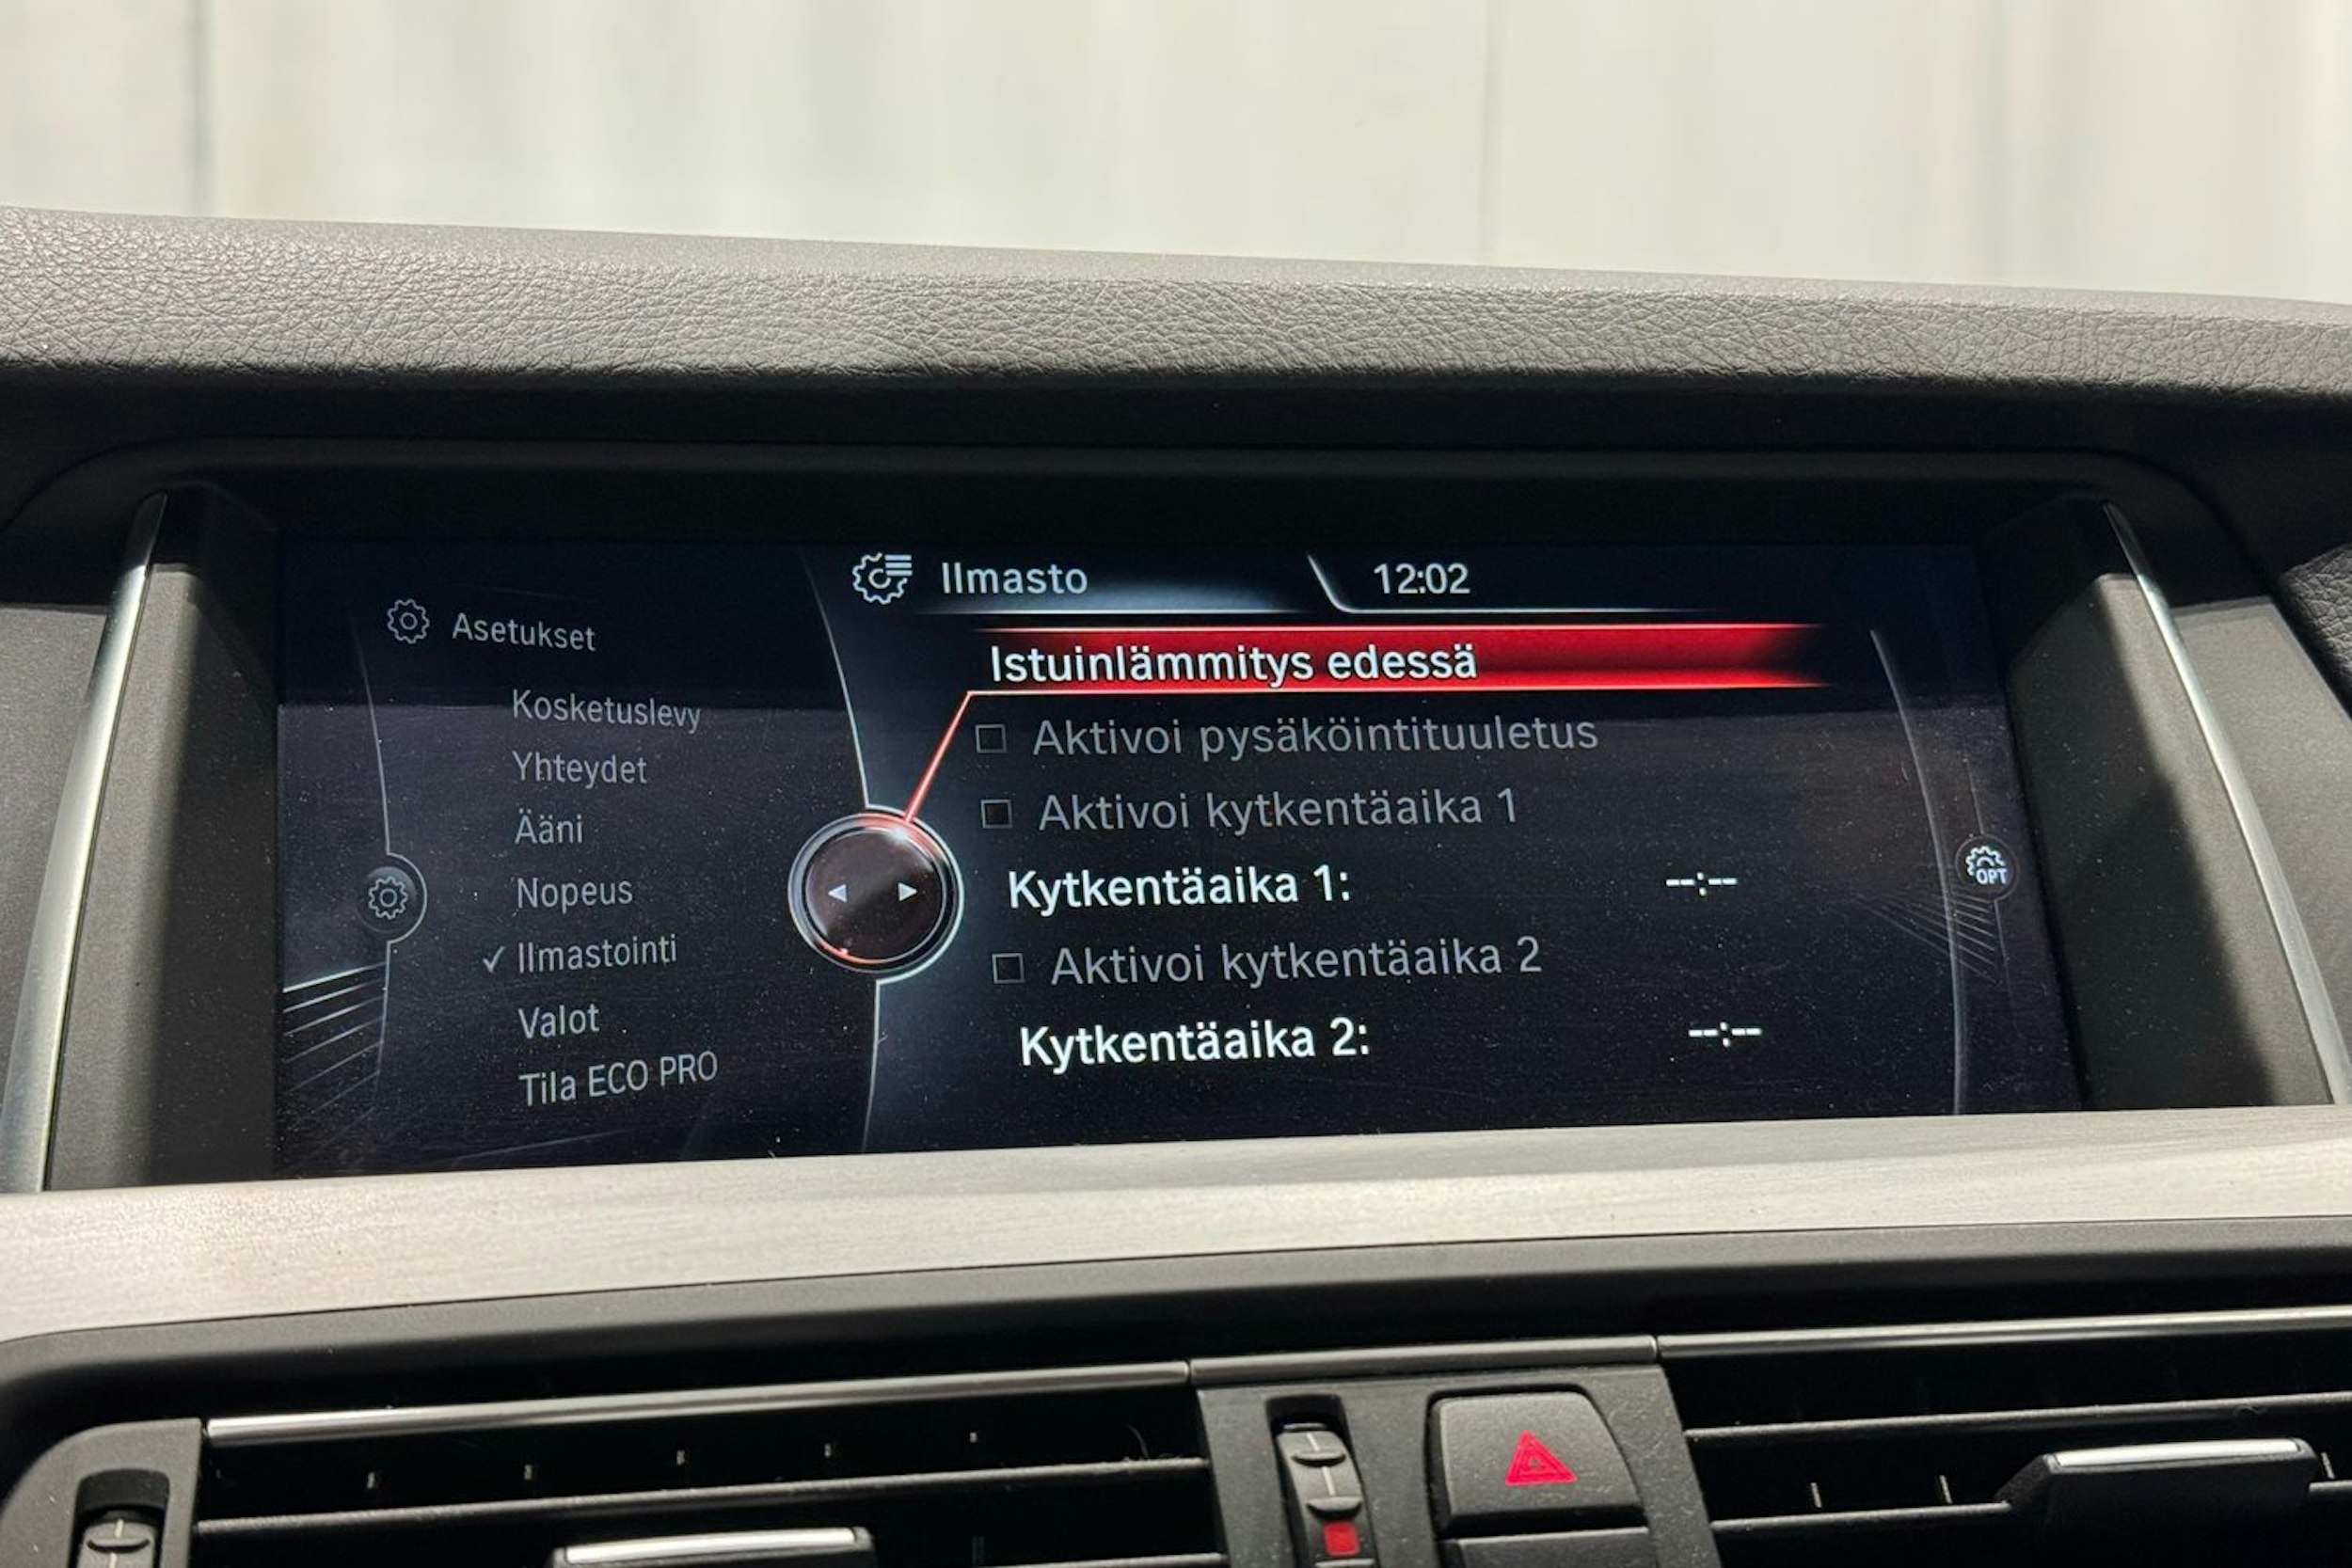 Asetukset
Kosketuslevy
Yhteydet
Ääni
Nopeus
✓ Ilmastointi
Valot
Tila ECO PRO
Ilmasto
12:02
Istuinlämmitys edessä
Aktivoi pysäköintituuletus
Aktivoi kytkentäaika 1
Kytkentäaika 1: --:--
Aktivoi kytkentäaika 2
Kytkentäaika 2: --:--
OPT